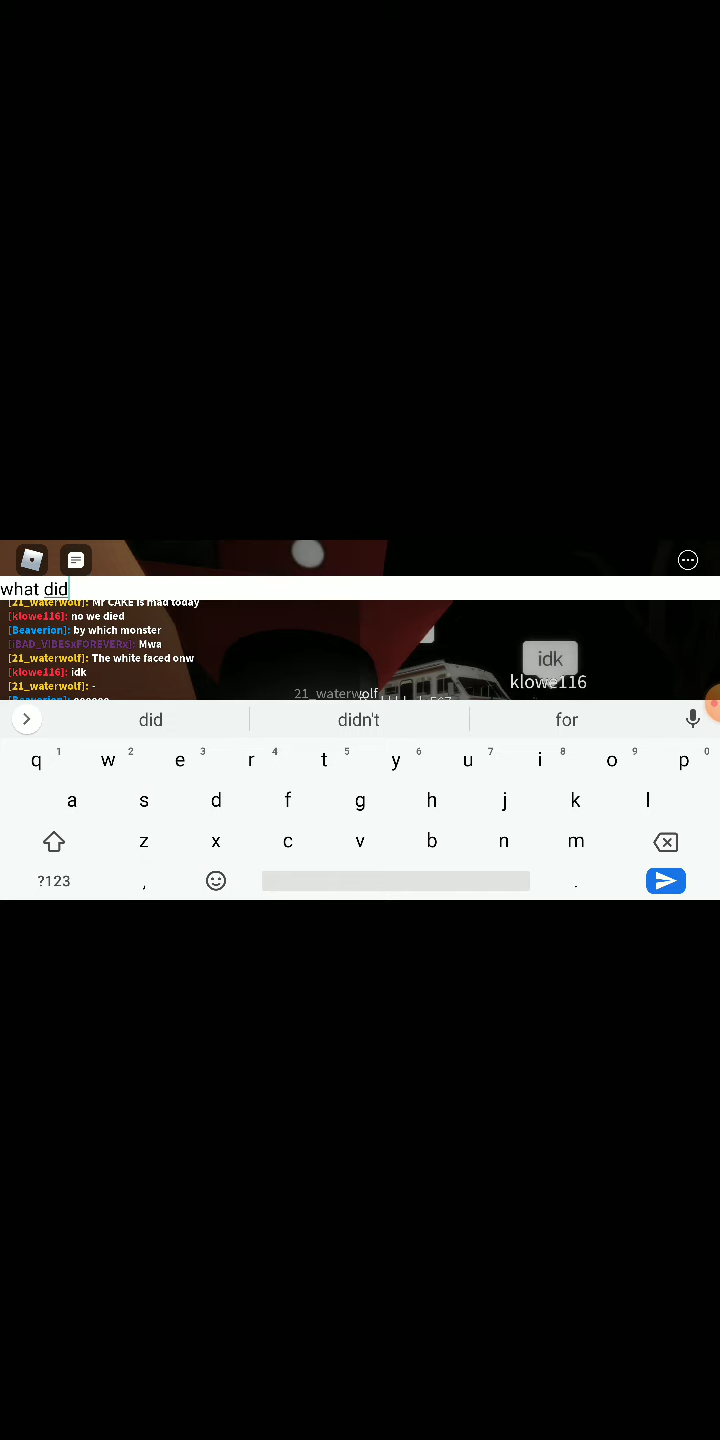 what did
[21_waterwolf]: Mr CAKE is mad today
[klowe116]: no we died
[Beaverion]: by which monster
[iBAD_VIBESxFOREVERx]: Mwa
[21_waterwolf]: The white faced onw
[klowe116]: idk
[21_waterwolf]: -
[Beaverion]:
idk
klowe116
21_waterwolf
did didn't for
q 1 w 2 e 3 r 4 t 5 y 6 u 7 i 8 o 9 p 0
a s d f g h j k l
z x c v b n m
?123 , .